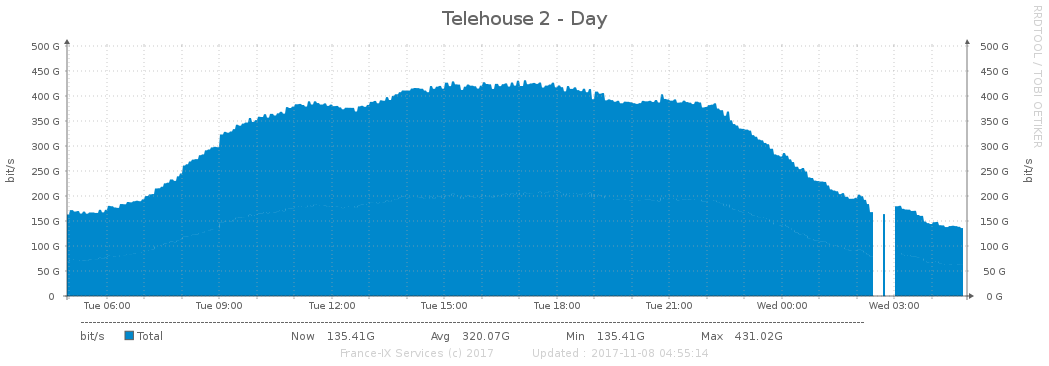 Telehouse 2 - Day
RRDTOOL / TOBI OETIKER
500 G 500 G
450 G 450 G
400 G 400 G
350 G 350 G
300 G 300 G
250 G 250 G
200 G 200 G
150 G 150 G
100 G 100 G
50 G 50 G
0 0 G
bit/s bit/s
Tue 06:00 Tue 09:00 Tue 12:00 Tue 15:00 Tue 18:00 Tue 21:00 Wed 00:00 Wed 03:00
bit/s Total Now 135.41G Avg 320.07G Min 135.41G Max 431.02G
France-IX Services (c) 2017 Updated : 2017-11-08 04:55:14